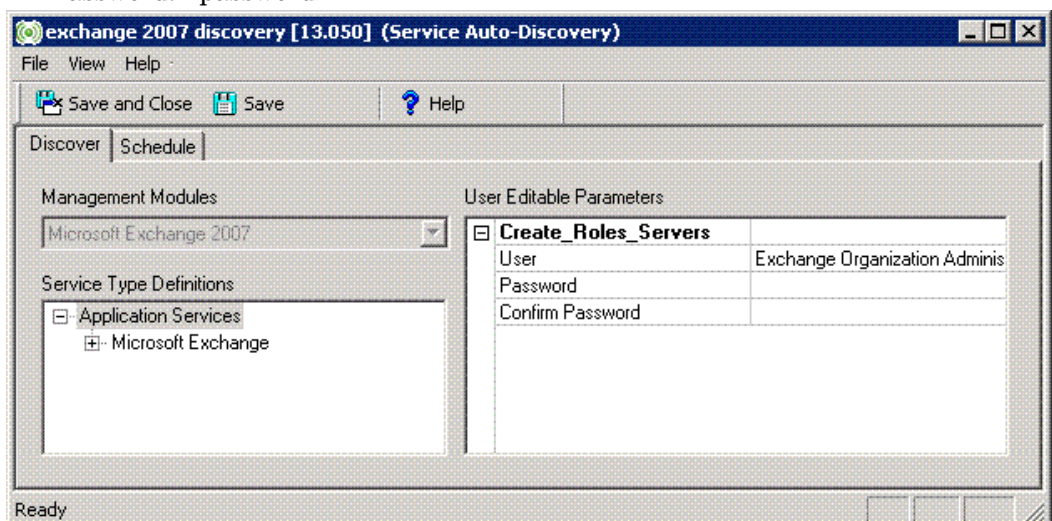 exchange 2007 discovery [13.050] (Service Auto-Discovery)
File View Help
Save and Close Save Help
Discover Schedule
Management Modules
Microsoft Exchange 2007
Service Type Definitions
Application Services
Microsoft Exchange
User Editable Parameters
Create_Roles_Servers
User Exchange Organization Adminis
Password
Confirm Password
Ready